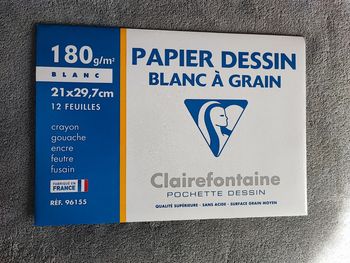 180g/m²
BLANC
21x29,7cm
12 FEUILLES
crayon
gouache
encre
feutre
fusain
FABRIQUÉ EN
FRANCE
RÉF. 96155
PAPIER DESSIN
BLANC À GRAIN
Clairefontaine
POCHETTE DESSIN
QUALITÉ SUPÉRIEURE - SANS ACIDE - SURFACE GRAIN MOYEN